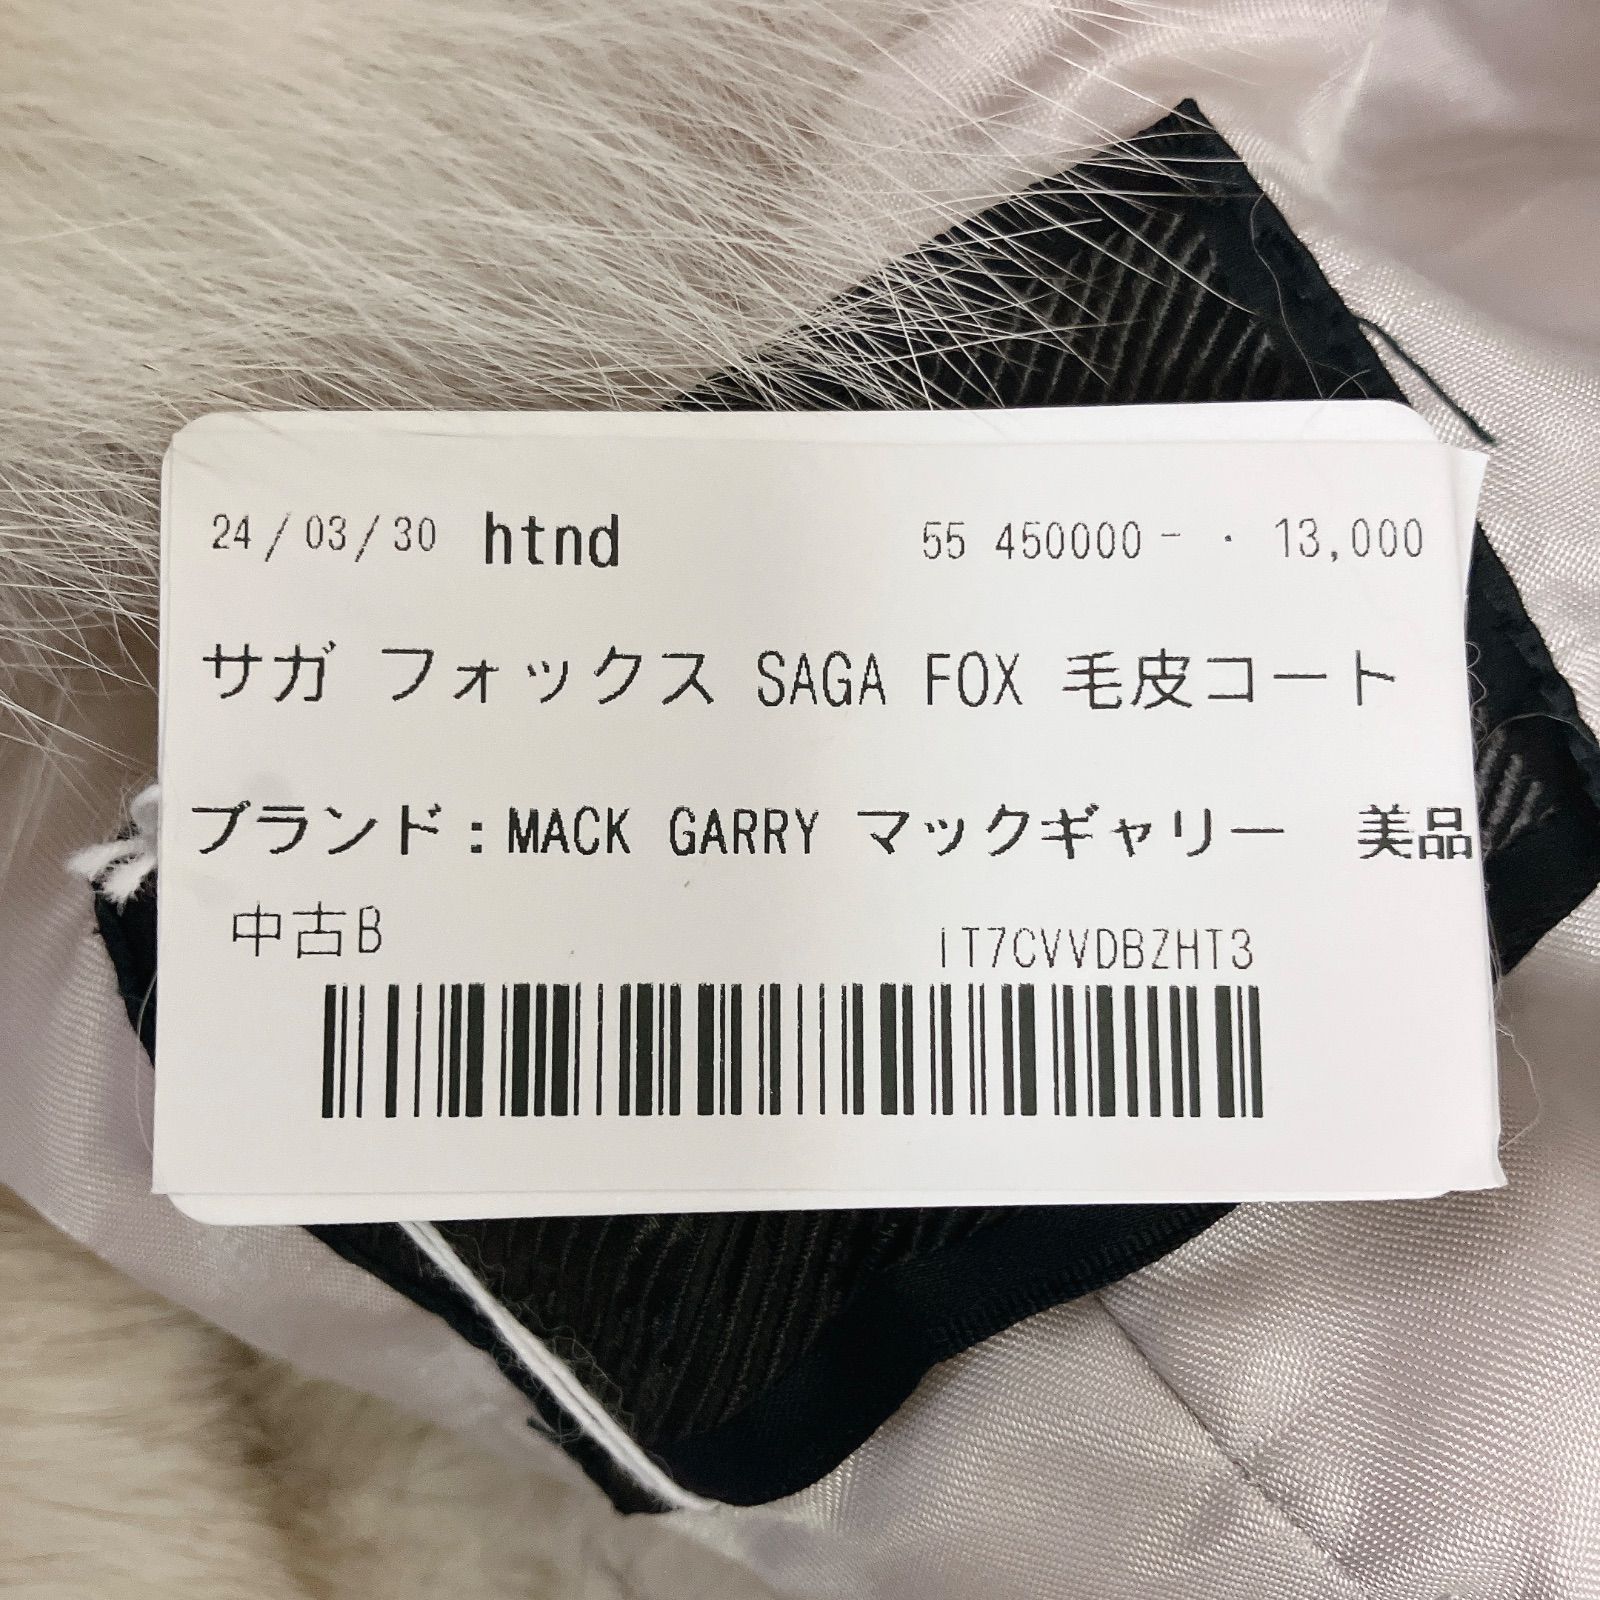 24/03/30 htnd 55 450000- · 13,000
サガ フォックス SAGA FOX 毛皮コート
ブランド:MACK GARRY マックギャリー 美品
中古B
IT7CVVDBZHT3